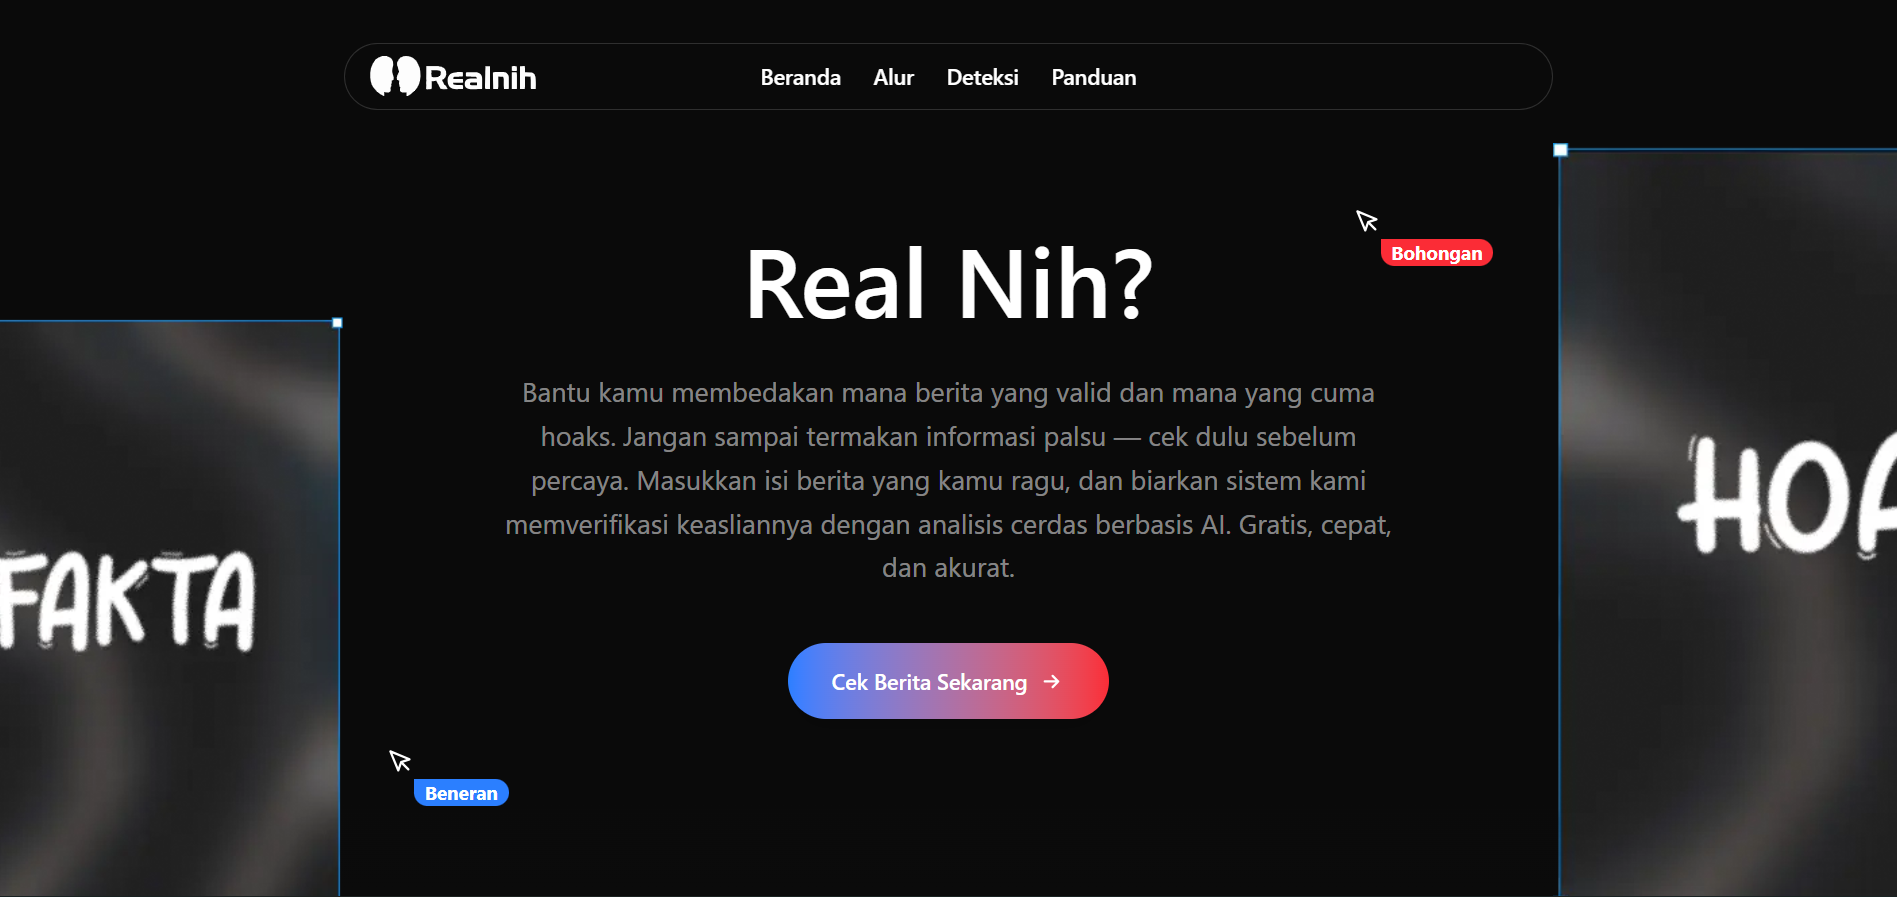 Realnih
Beranda
Alur
Deteksi
Panduan
Bohongan
Real Nih?
Bantu kamu membedakan mana berita yang valid dan mana yang cuma
hoaks. Jangan sampai termakan informasi palsu — cek dulu sebelum
percaya. Masukkan isi berita yang kamu ragu, dan biarkan sistem kami
memverifikasi keasliannya dengan analisis cerdas berbasis AI. Gratis, cepat,
dan akurat.
FAKTA
HOA
Cek Berita Sekarang →
Beneran